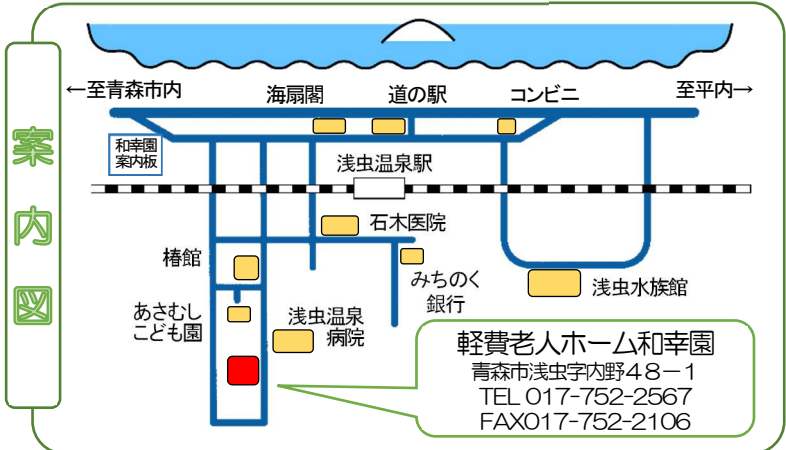 案内図
←至青森市内
海扇閣
道の駅
コンビニ
至平内→
和幸園
案内板
浅虫温泉駅
石木医院
椿館
みちのく
銀行
浅虫水族館
あさむし
こども園
浅虫温泉
病院
軽費老人ホーム和幸園
青森市浅虫字内野48−1
TEL 017-752-2567
FAX017-752-2106